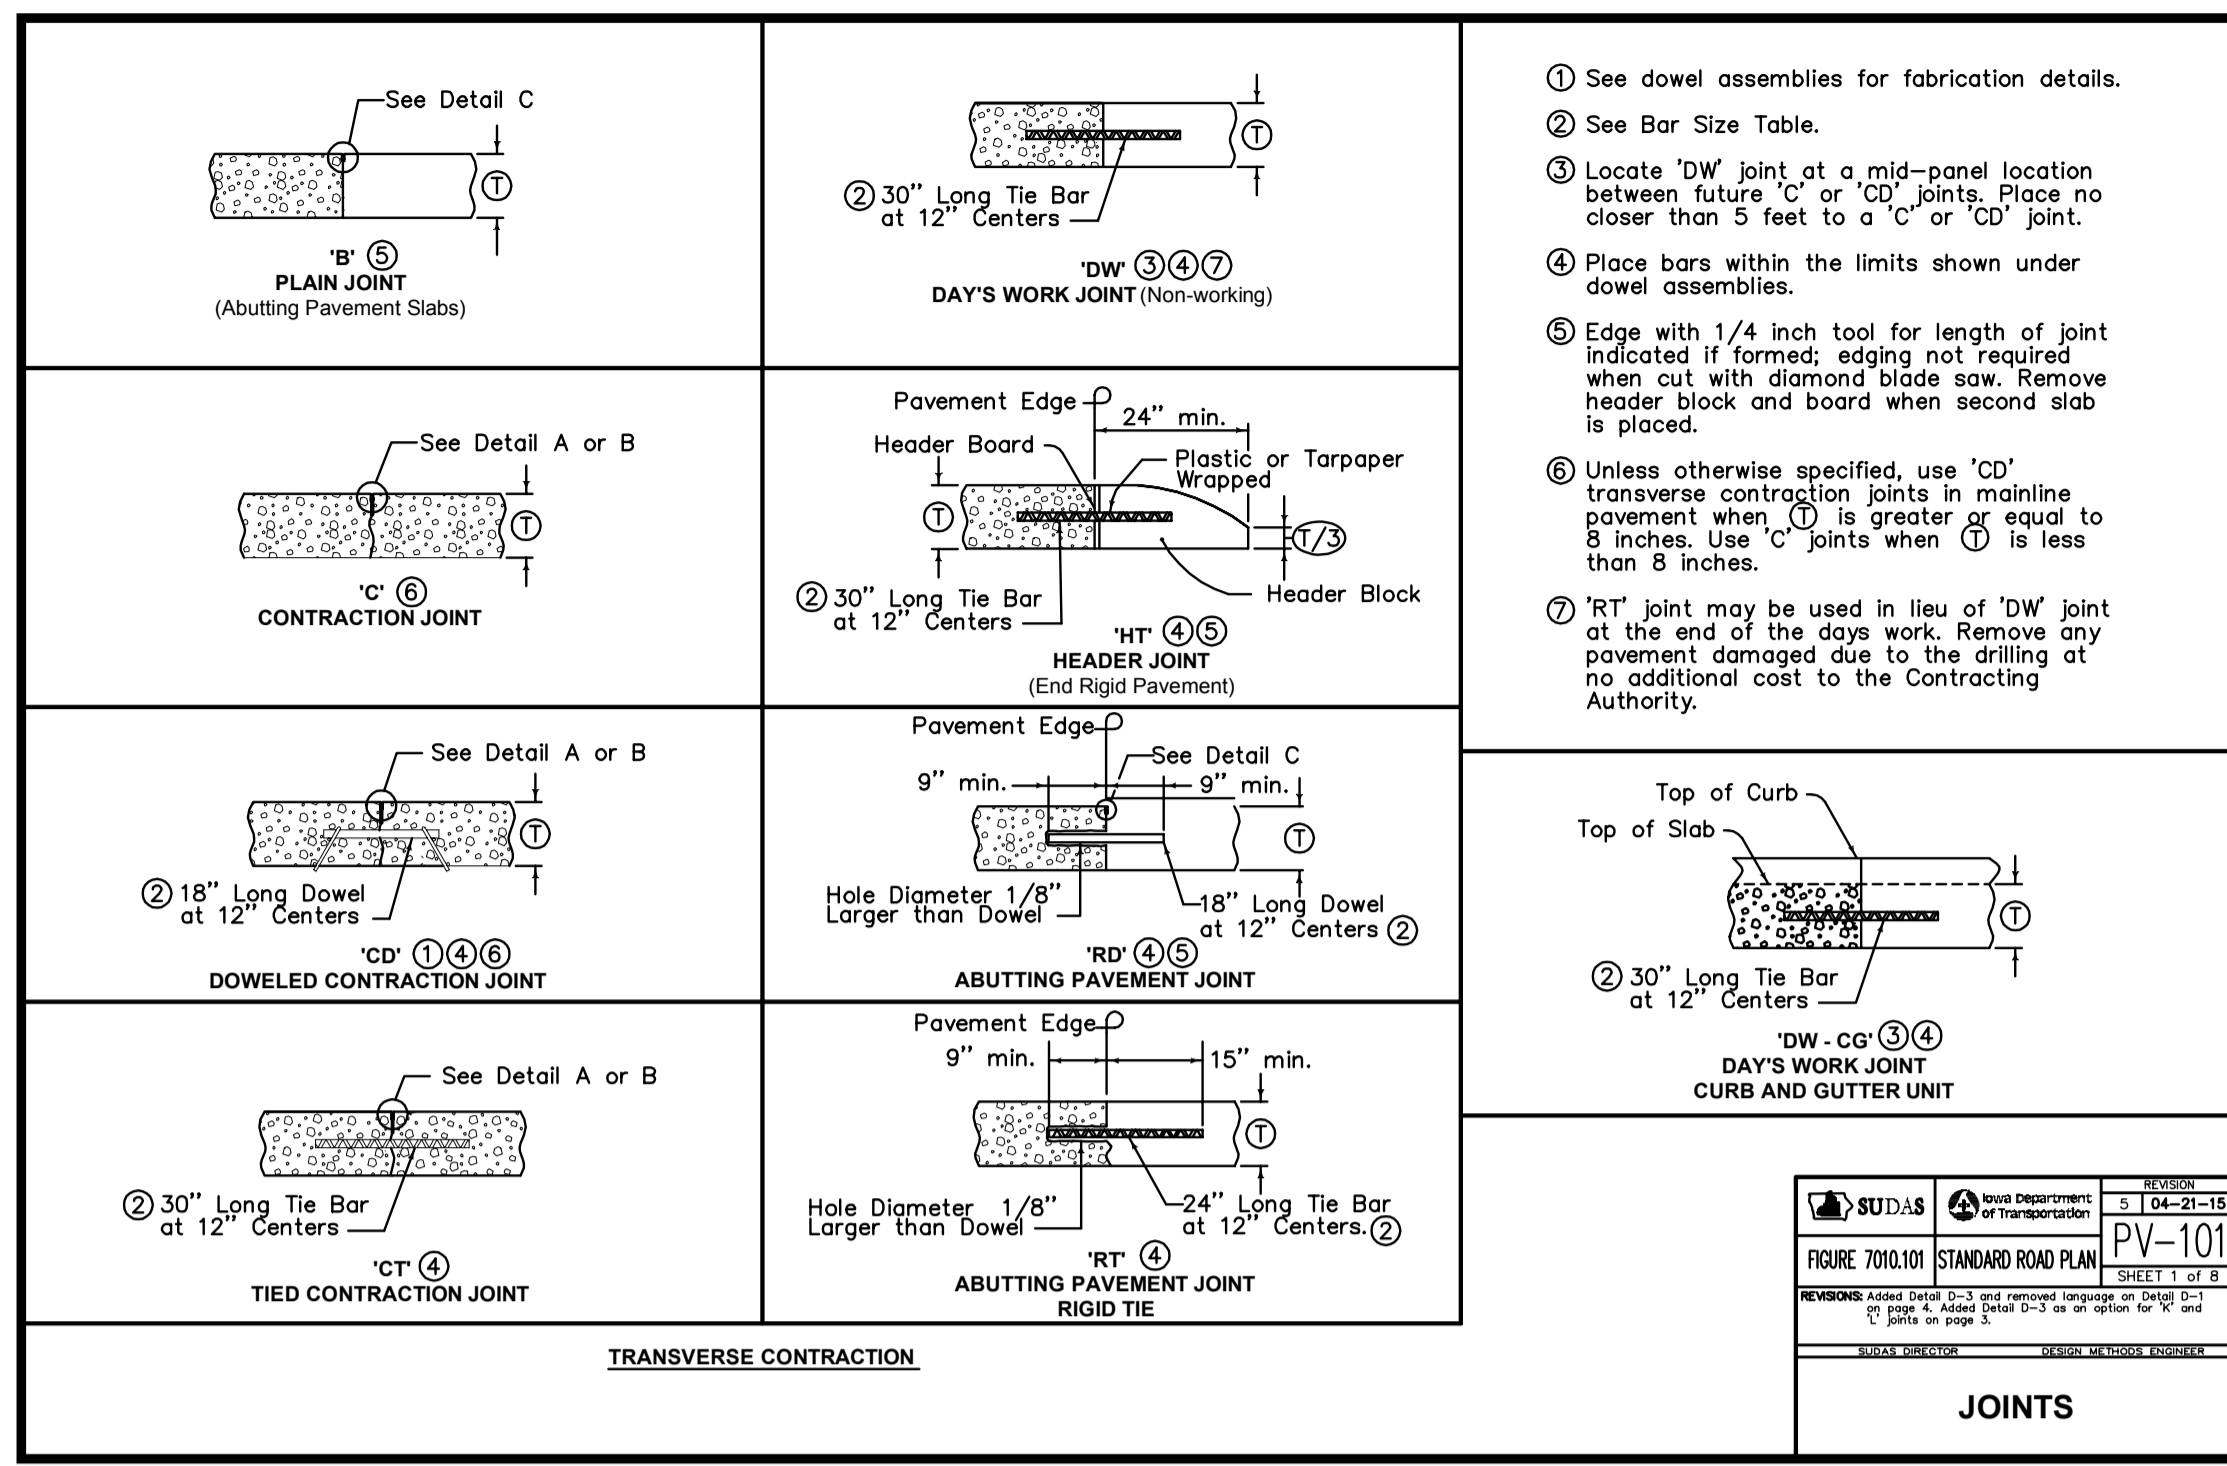 See Detail C
Ⓣ
'B' ⑤
PLAIN JOINT
(Abutting Pavement Slabs)
Ⓣ
② 30" Long Tie Bar
at 12" Centers
'DW' ③④⑦
DAY'S WORK JOINT (Non-working)
See Detail A or B
Ⓣ
'C' ⑥
CONTRACTION JOINT
Pavement Edge
24" min.
Header Board
Plastic or Tarpaper
Wrapped
Ⓣ
T/3
② 30" Long Tie Bar
at 12" Centers
Header Block
'HT' ④⑤
HEADER JOINT
(End Rigid Pavement)
See Detail A or B
Ⓣ
② 18" Long Dowel
at 12" Centers
'CD' ①④⑥
DOWELED CONTRACTION JOINT
Pavement Edge
See Detail C
9" min.
9" min.
Ⓣ
Hole Diameter 1/8"
Larger than Dowel
18" Long Dowel
at 12" Centers ②
'RD' ④⑤
ABUTTING PAVEMENT JOINT
See Detail A or B
② 30" Long Tie Bar
at 12" Centers
'CT' ④
TIED CONTRACTION JOINT
Pavement Edge
9" min.
15" min.
Ⓣ
Hole Diameter 1/8"
Larger than Dowel
24" Long Tie Bar
at 12" Centers. ②
'RT' ④
ABUTTING PAVEMENT JOINT
RIGID TIE
TRANSVERSE CONTRACTION
① See dowel assemblies for fabrication details.
② See Bar Size Table.
③ Locate 'DW' joint at a mid-panel location
between future 'C' or 'CD' joints. Place no
closer than 5 feet to a 'C' or 'CD' joint.
④ Place bars within the limits shown under
dowel assemblies.
⑤ Edge with 1/4 inch tool for length of joint
indicated if formed; edging not required
when cut with diamond blade saw. Remove
header block and board when second slab
is placed.
⑥ Unless otherwise specified, use 'CD'
transverse contraction joints in mainline
pavement when Ⓣ is greater or equal to
8 inches. Use 'C' joints when Ⓣ is less
than 8 inches.
⑦ 'RT' joint may be used in lieu of 'DW' joint
at the end of the days work. Remove any
pavement damaged due to the drilling at
no additional cost to the Contracting
Authority.
Top of Curb
Top of Slab
Ⓣ
② 30" Long Tie Bar
at 12" Centers
'DW - CG' ③④
DAY'S WORK JOINT
CURB AND GUTTER UNIT
SUDAS
Iowa Department
of Transportation
REVISION
5 04-21-15
FIGURE 7010.101
STANDARD ROAD PLAN
PV-101
SHEET 1 of 8
REVISIONS: Added Detail D-3 and removed language on Detail D-1
on page 4. Added Detail D-3 as an option for 'K' and
'L' joints on page 3.
SUDAS DIRECTOR
DESIGN METHODS ENGINEER
JOINTS